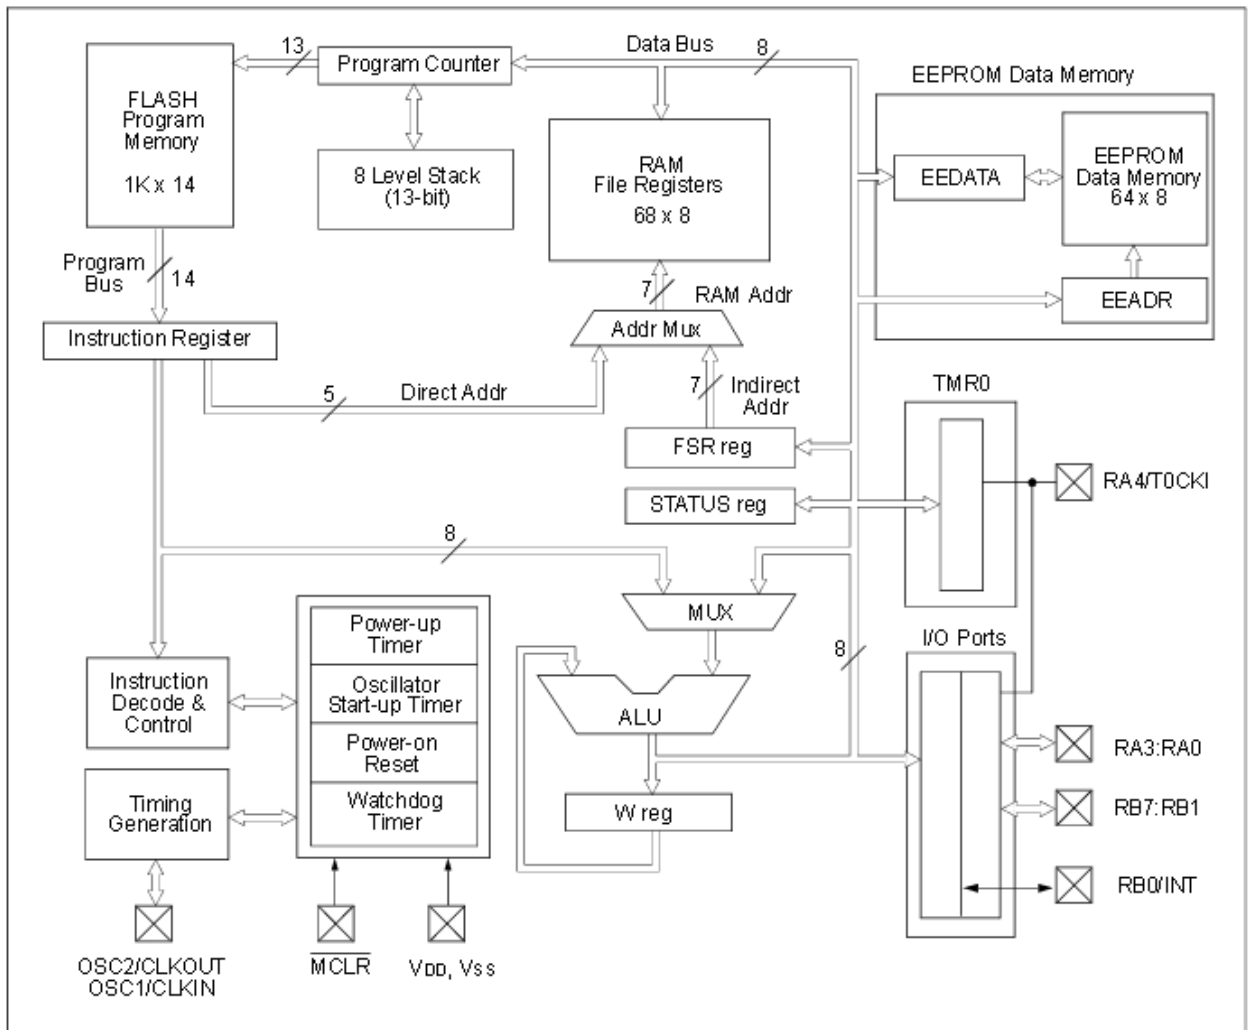 13
Program Counter
Data Bus
8
EEPROM Data Memory
FLASH
Program
Memory
1K x 14
8 Level Stack
(13-bit)
RAM
File Registers
68 x 8
EEDATA
EEPROM
Data Memory
64 x 8
EEADR
Program
Bus
14
7
RAM Addr
Addr Mux
Instruction Register
5
Direct Addr
7
Indirect
Addr
TMR0
FSR reg
STATUS reg
RA4/T0CKI
8
MUX
8
I/O Ports
Power-up
Timer
Oscillator
Start-up Timer
Power-on
Reset
Watchdog
Timer
Instruction
Decode &
Control
ALU
W reg
RA3:RA0
RB7:RB1
RB0/INT
Timing
Generation
OSC2/CLKOUT
OSC1/CLKIN
MCLR
VDD, VSS